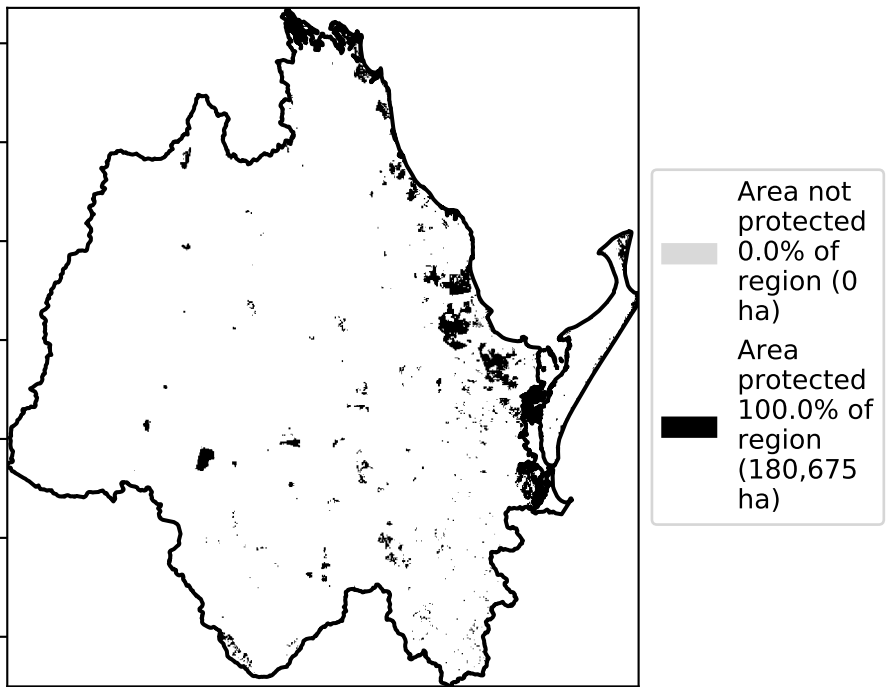 Area not
protected
0.0% of
region (0
ha)
Area
protected
100.0% of
region
(180,675
ha)